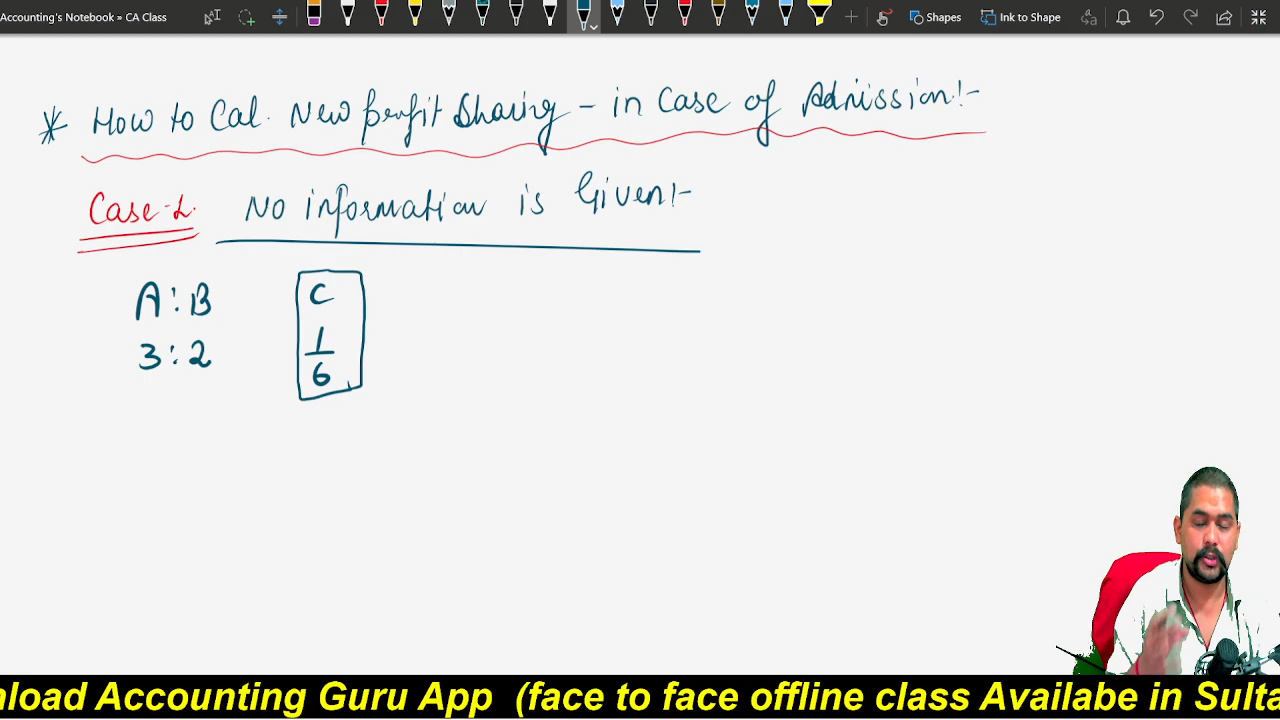 Accounting's Notebook » CA Class
Shapes
Ink to Shape
* How to Cal. New Profit Sharing - in Case of Admission:-
Case-1. No information is Given:-
A : B C
3 : 2 1/6
nload Accounting Guru App (face to face offline class Availabe in Sulta